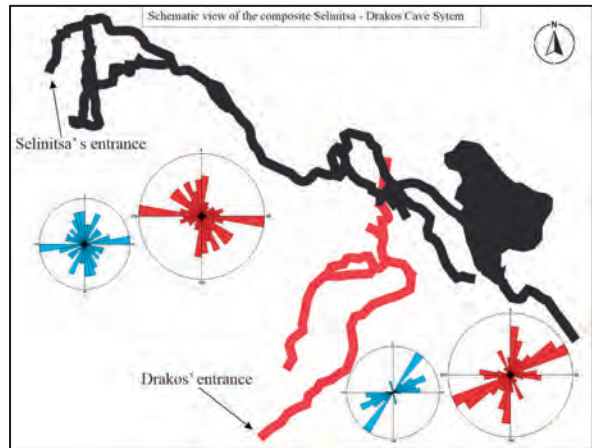 Schematic view of the composite Selinitsa - Drakos Cave Sytem
N
Selinitsa's entrance
Drakos' entrance